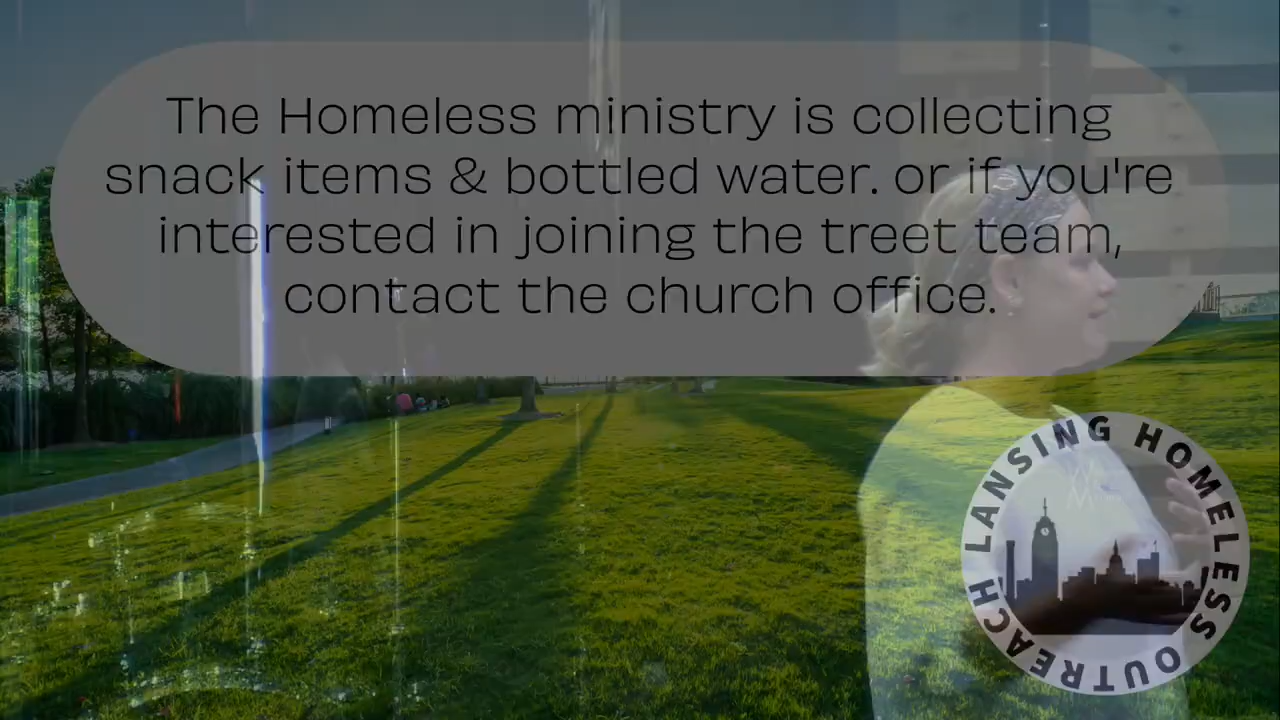 The Homeless ministry is collecting
snack items & bottled water. or if you're
interested in joining the treet team,
contact the church office.
LANSING HOMELESS OUTREACH